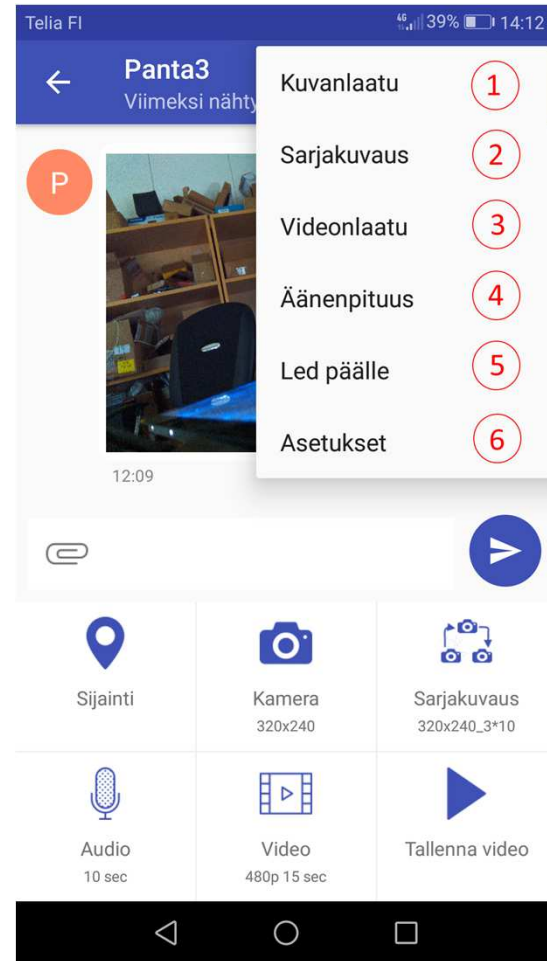 Telia FI 46 39% 14:12
Panta3
Viimeksi nähty
Kuvanlaatu 1
Sarjakuvaus 2
Videonlaatu 3
Äänenpituus 4
Led päälle 5
Asetukset 6
P
12:09
Sijainti
Kamera
320x240
Sarjakuvaus
320x240_3*10
Audio
10 sec
Video
480p 15 sec
Tallenna video